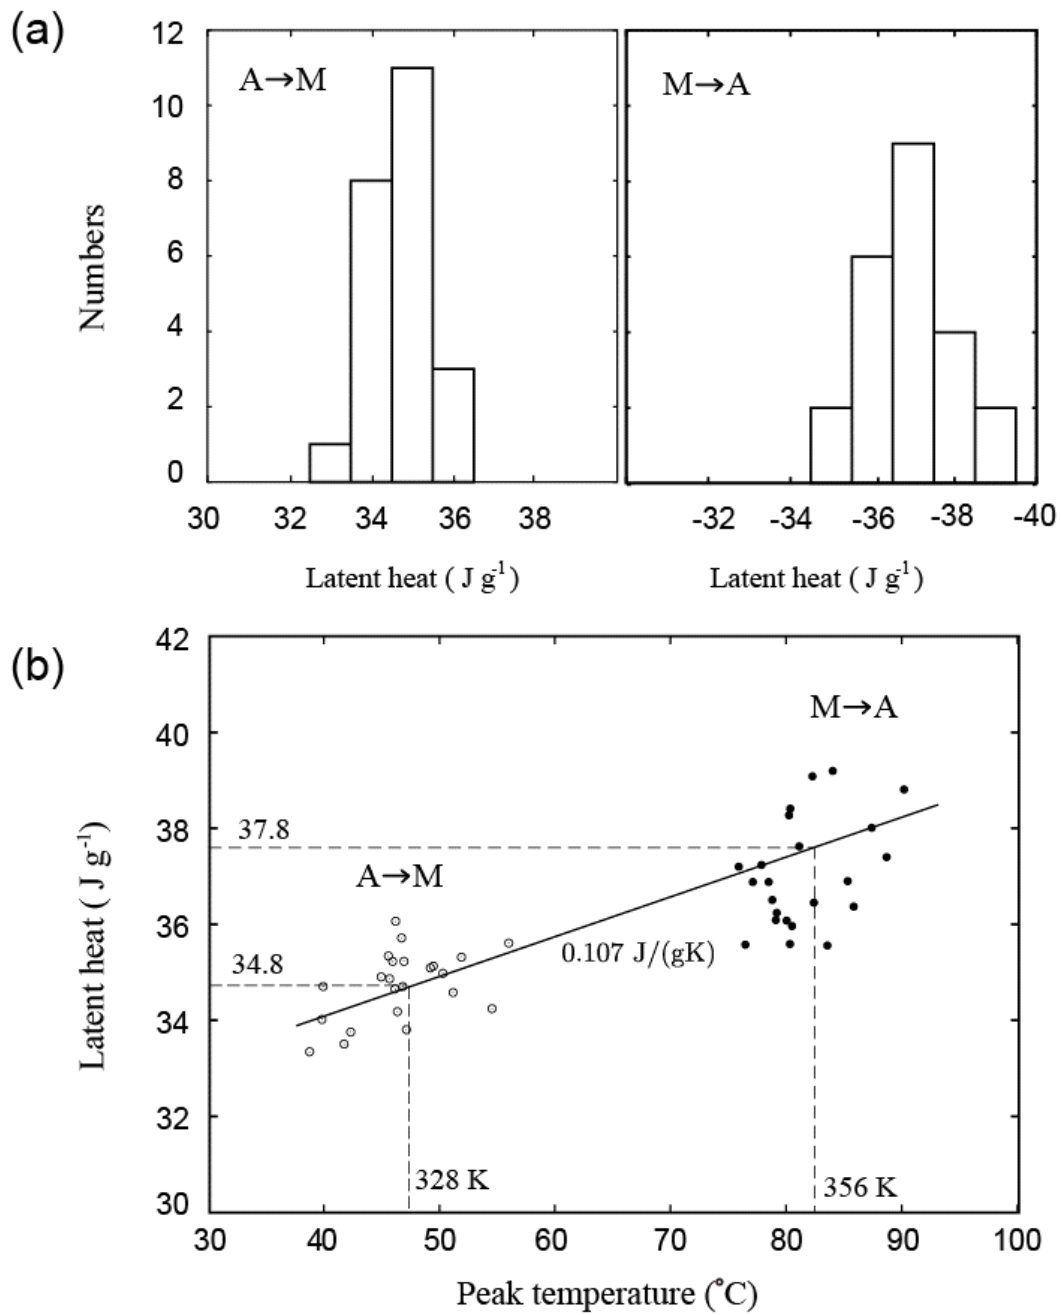 (a)
12
10
8
6
4
2
0
Numbers
A→M
M→A
30 32 34 36 38
-32 -34 -36 -38 -40
Latent heat ( J g-1)
Latent heat ( J g-1)
(b)
42
40
38
36
34
32
30
Latent heat ( J g-1)
M→A
37.8
A→M
34.8
0.107 J/(gK)
328 K
356 K
30 40 50 60 70 80 90 100
Peak temperature (°C)